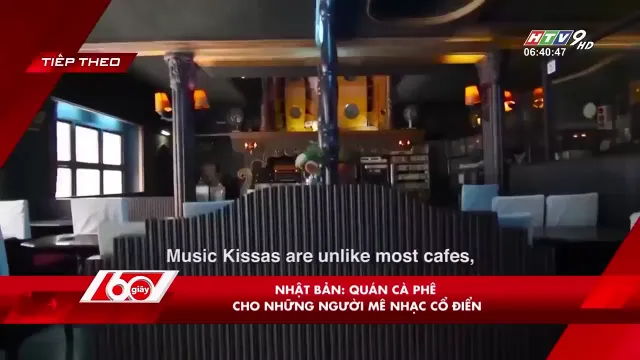 TIẾP THEO
HTV9 HD
06:40:47
Music Kissas are unlike most cafes,
60 giây
NHẬT BẢN: QUÁN CÀ PHÊ
CHO NHỮNG NGƯỜI MÊ NHẠC CỔ ĐIỂN